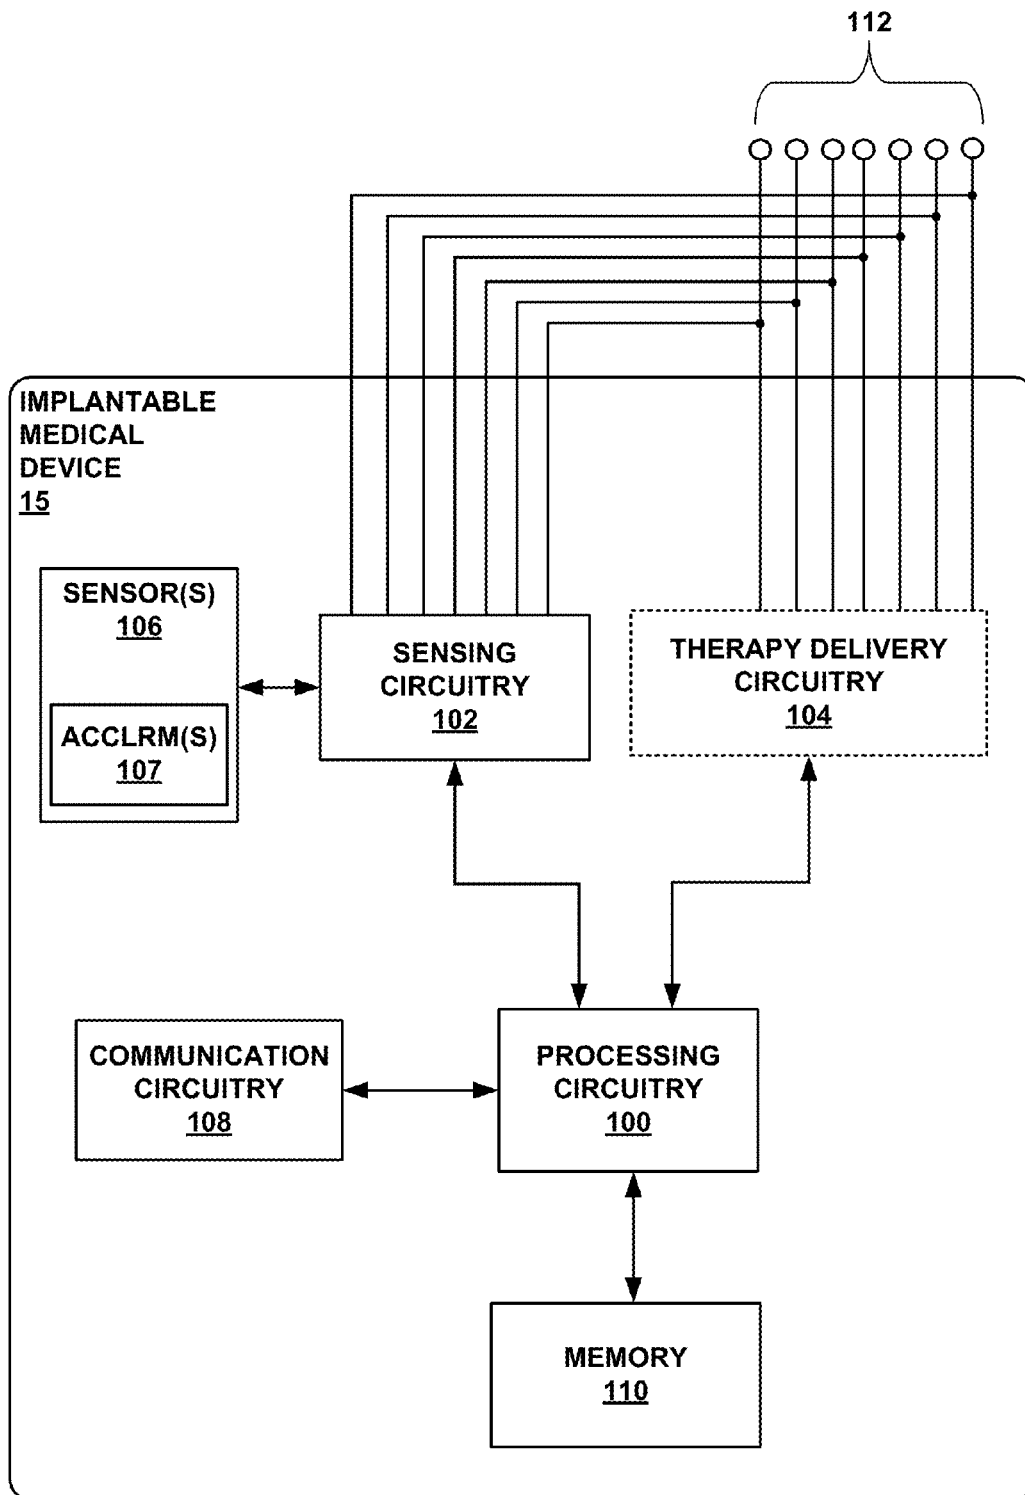 112
IMPLANTABLE
MEDICAL
DEVICE
15
SENSOR(S)
106
ACCLRM(S)
107
SENSING
CIRCUITRY
102
THERAPY DELIVERY
CIRCUITRY
104
COMMUNICATION
CIRCUITRY
108
PROCESSING
CIRCUITRY
100
MEMORY
110